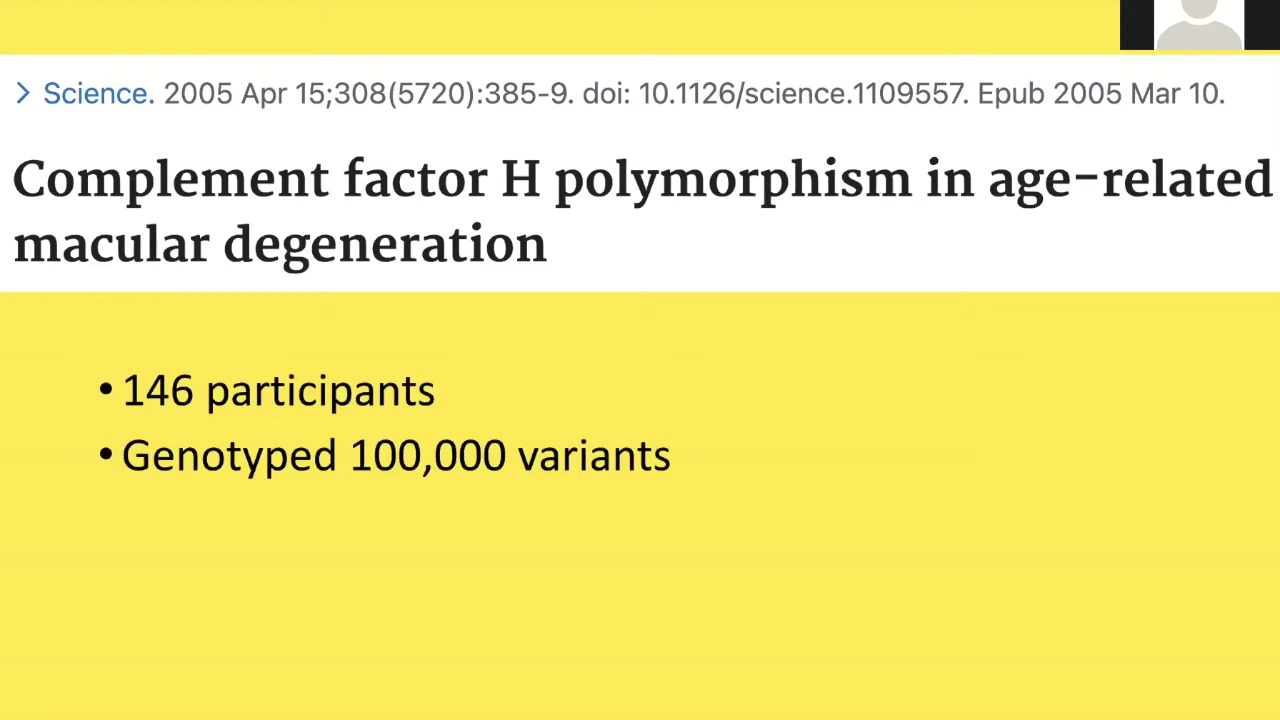 > Science. 2005 Apr 15;308(5720):385-9. doi: 10.1126/science.1109557. Epub 2005 Mar 10.
Complement factor H polymorphism in age-related
macular degeneration
• 146 participants
• Genotyped 100,000 variants